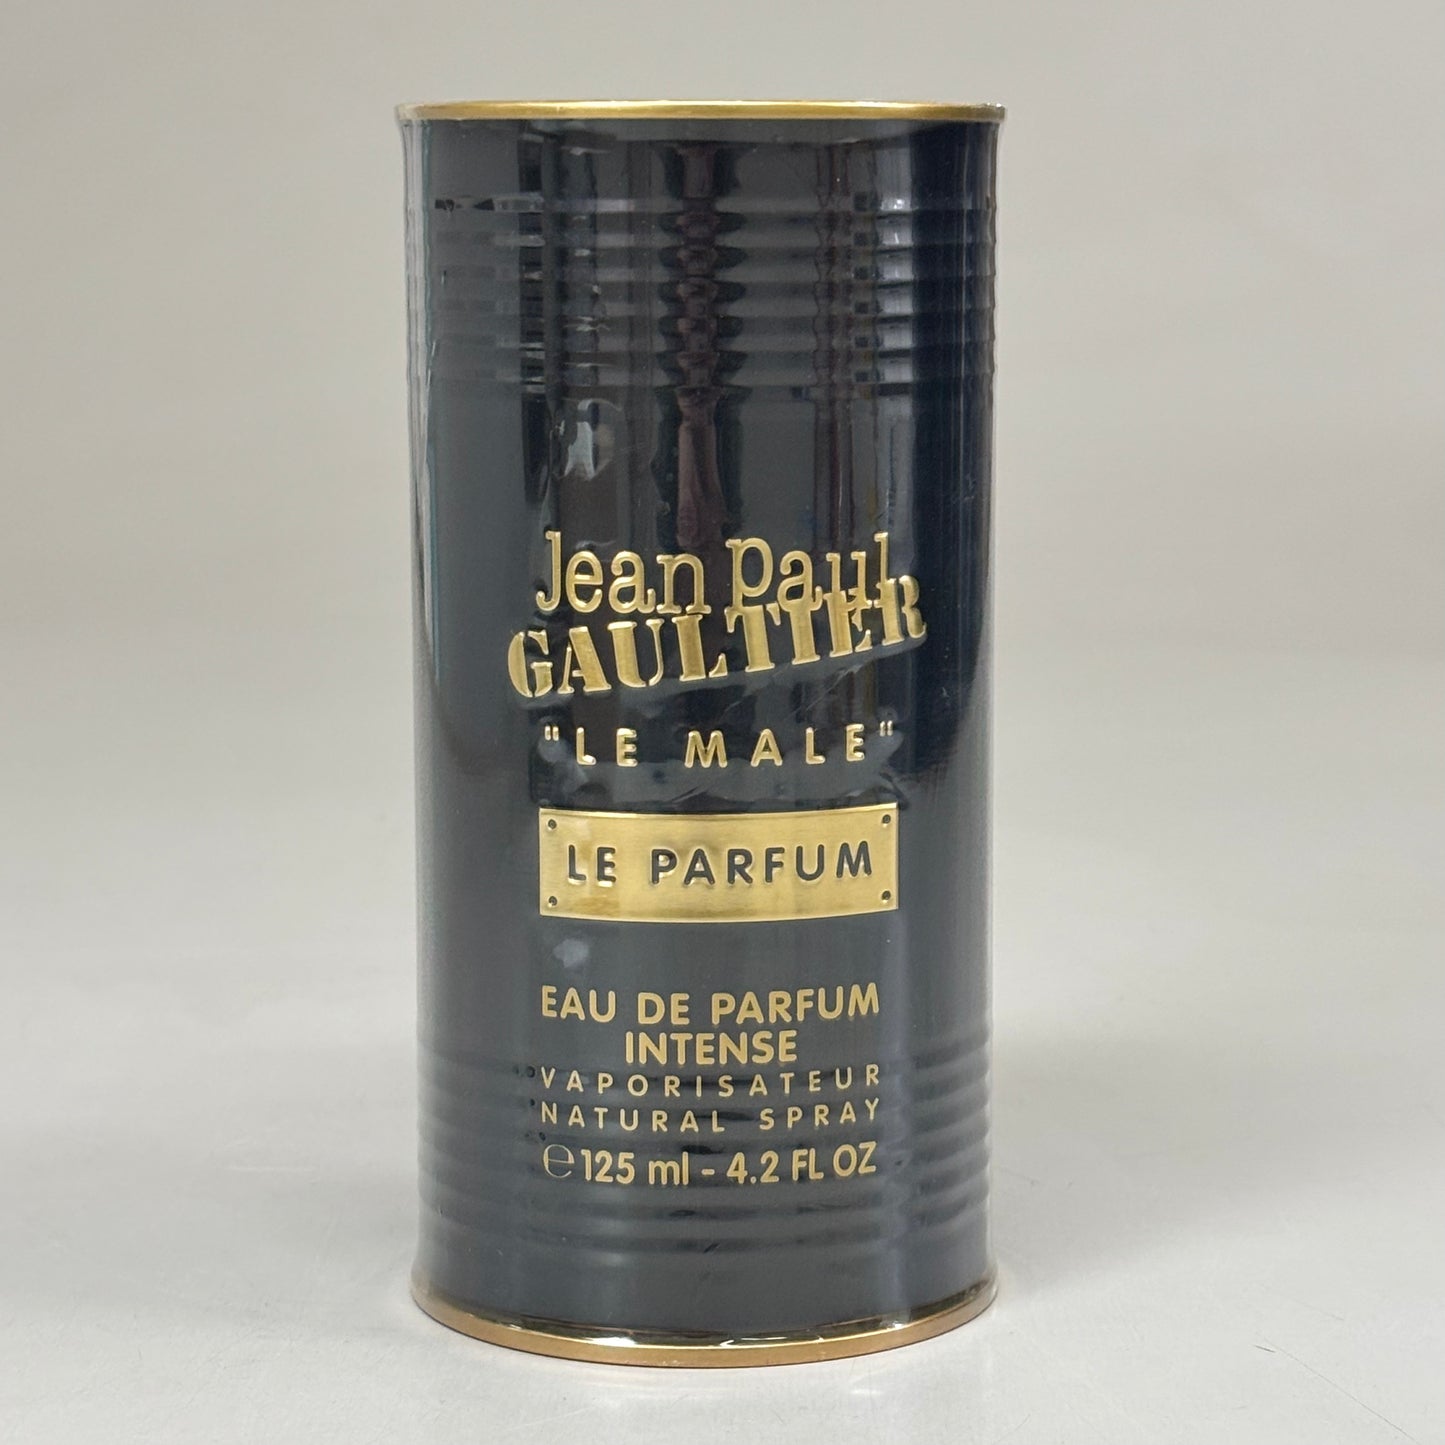 Jean Paul
GAULTIER
"LE MALE"
LE PARFUM
EAU DE PARFUM
INTENSE
VAPORISATEUR
NATURAL SPRAY
℮ 125 ml - 4.2 FL OZ